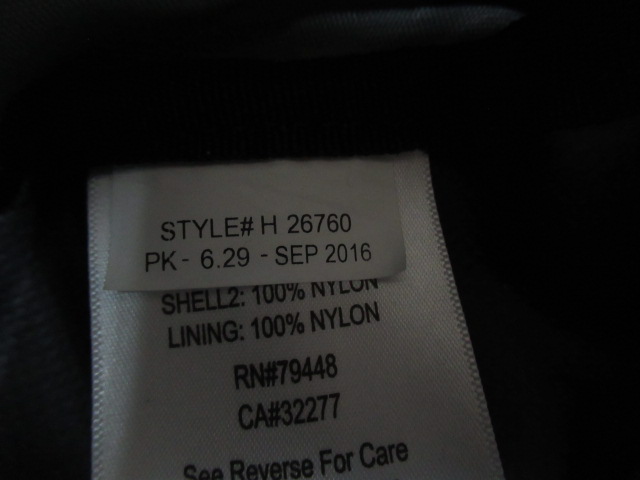 STYLE# H 26760
PK - 6.29 - SEP 2016
SHELL2: 100% NYLON
LINING: 100% NYLON
RN#79448
CA#32277
See Reverse For Care